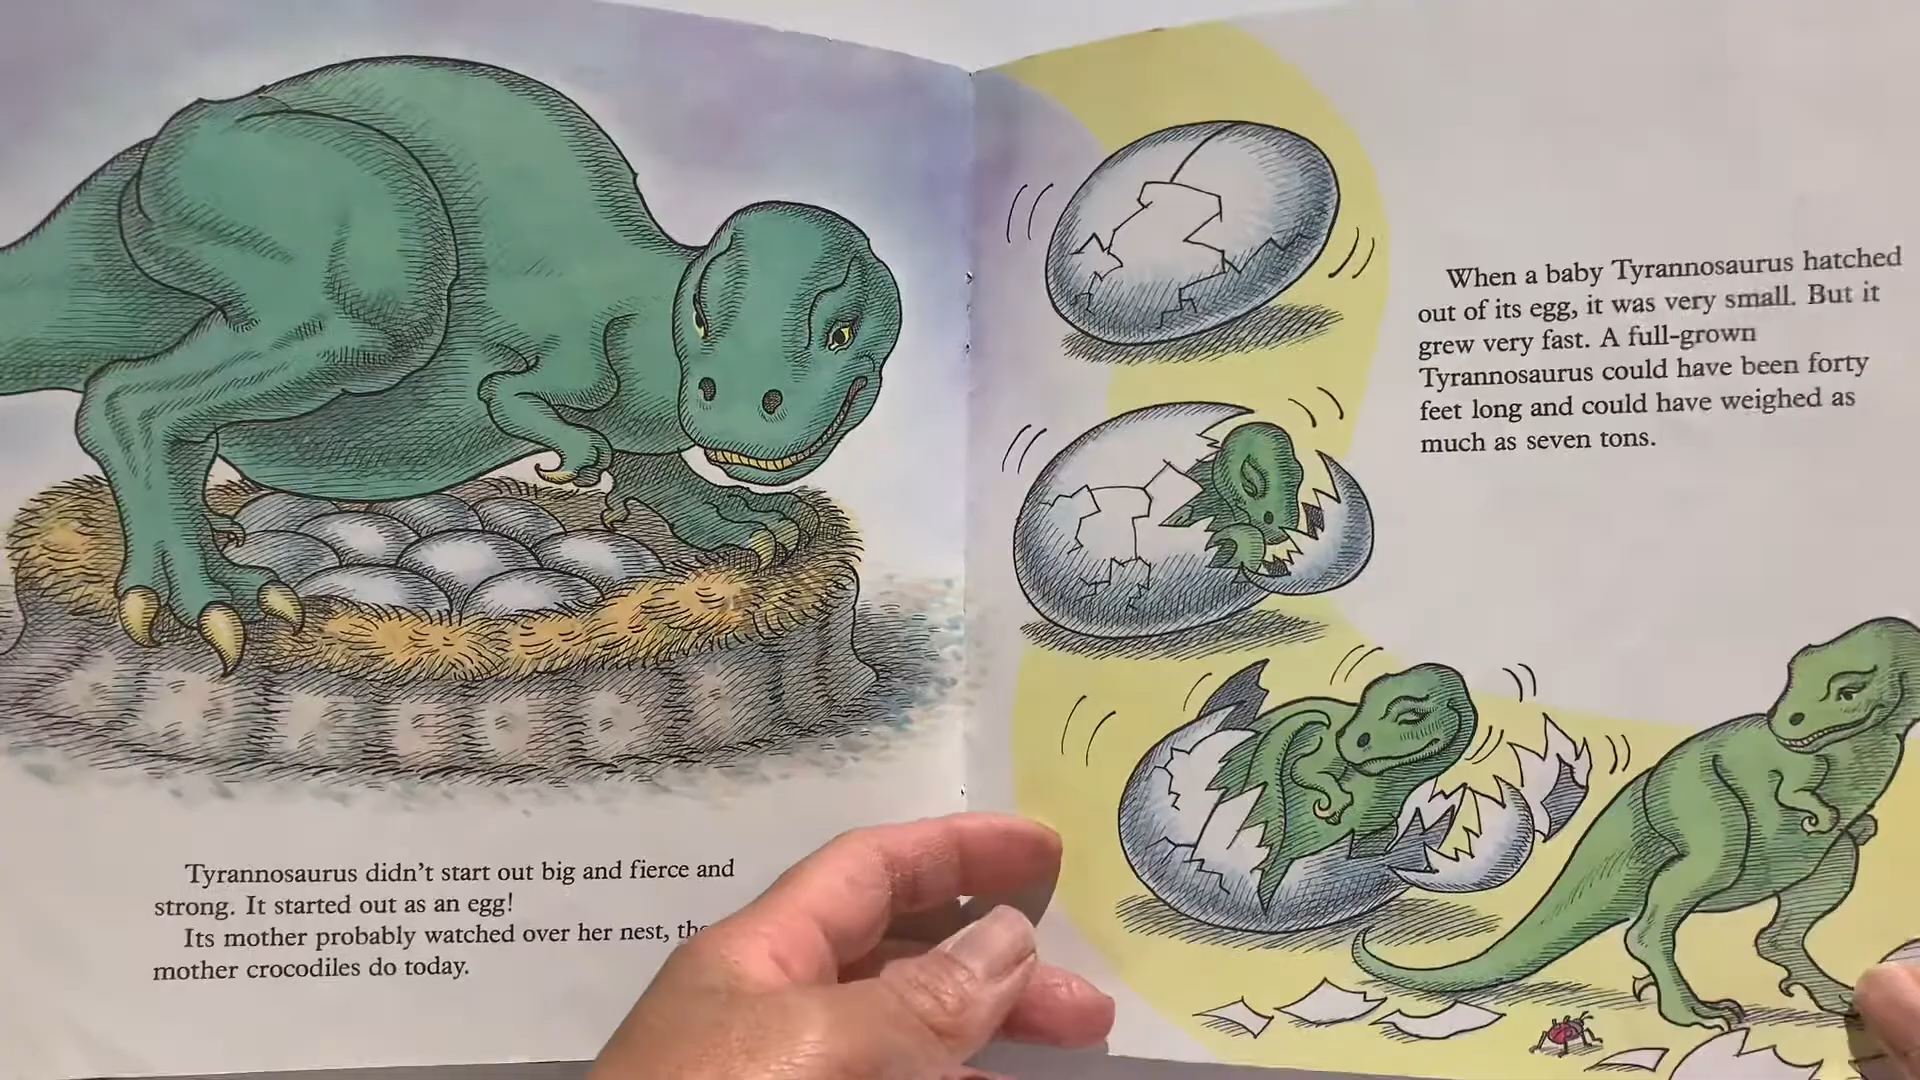 Tyrannosaurus didn't start out big and fierce and
strong. It started out as an egg!
Its mother probably watched over her nest,
mother crocodiles do today.
When a baby Tyrannosaurus hatched
out of its egg, it was very small. But it
grew very fast. A full-grown
Tyrannosaurus could have been forty
feet long and could have weighed as
much as seven tons.